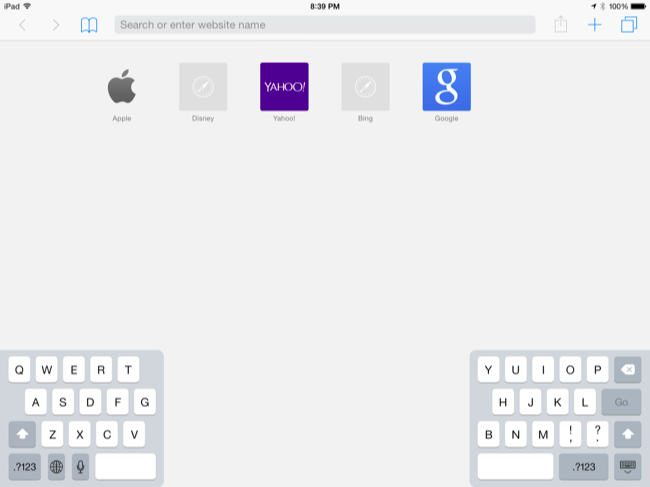 iPad 8:39 PM 100%
Search or enter website name
YAHOO! g
Apple Disney Yahoo! Bing Google
Q W E R T Y U I O P
A S D F G H J K L Go
Z X C V B N M ! , ? .
.?123 .?123